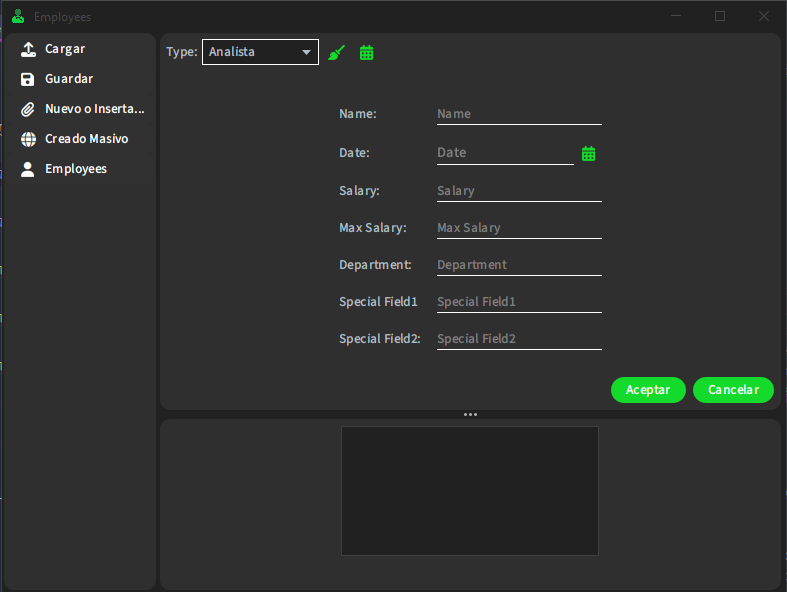 Employees
Cargar
Guardar
Nuevo o Inserta...
Creado Masivo
Employees
Type: Analista
Name: Name
Date: Date
Salary: Salary
Max Salary: Max Salary
Department: Department
Special Field1 Special Field1
Special Field2: Special Field2
Aceptar Cancelar